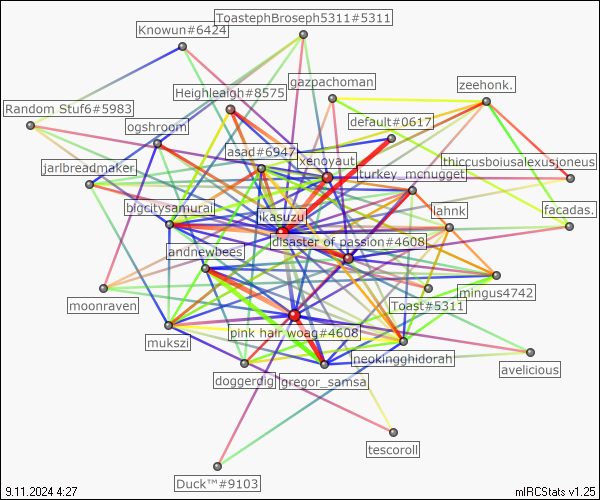 ToastephBroseph5311#5311
Knowun#6424
gazpachoman
zeehonk.
Heighleaigh#8575
Random Stuf6#5983
default#0617
ogshroom
asad#6947
xenoyauti
thiccusboiusalexusjoneus
jarlbreadmaker.
turkey_mcnugget
bigcitysamurai
ikasuzu
lahnk
facadas.
disaster of passion#4608
andnewbees
mingus4742
moonraven
Toast#5311
pink hair woag#4608
mukszi
neokingghidorah
avelicious
doggerdig
gregor_samsa
tescoroll
Duck™#9103
9.11.2024 4:27
mIRCStats v1.25